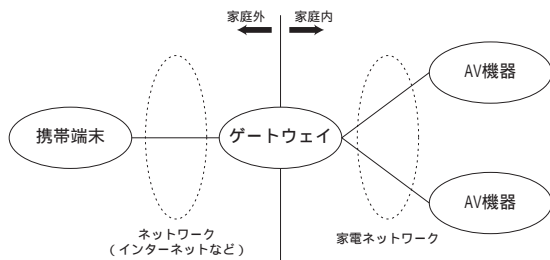 家庭外
家庭内
AV機器
携帯端末
ゲートウェイ
AV機器
ネットワーク
(インターネットなど)
家電ネットワーク